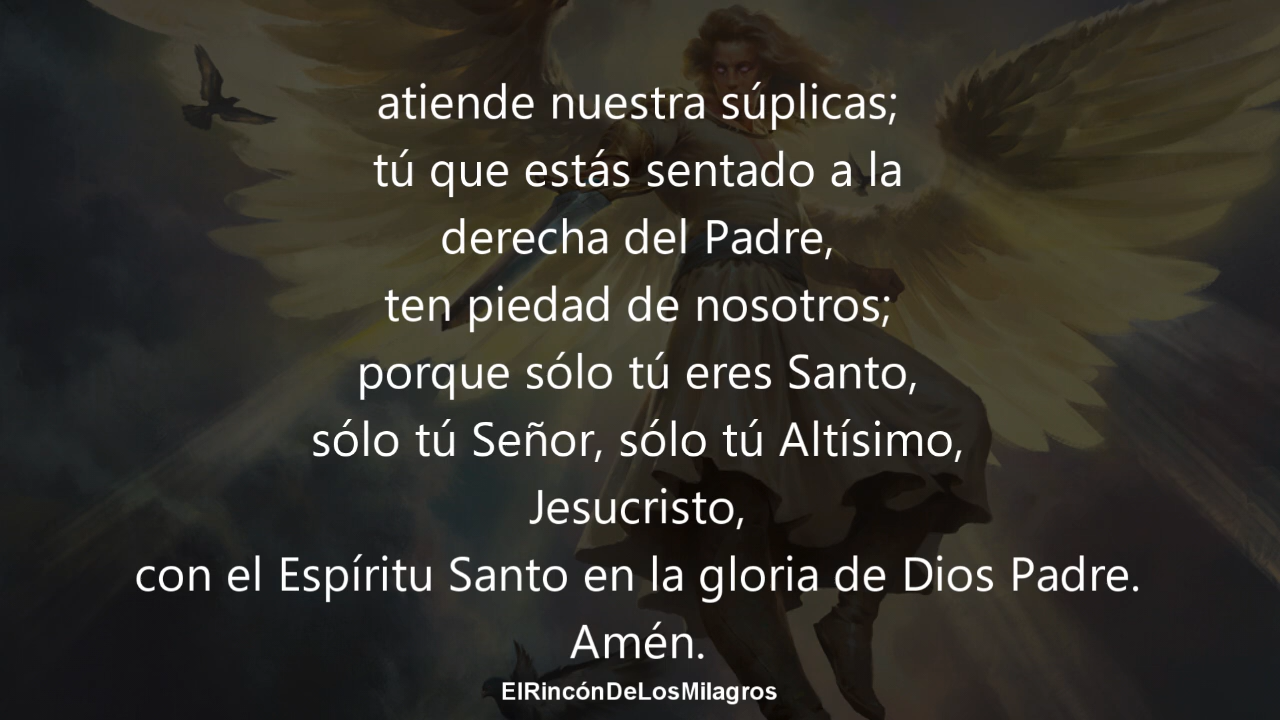 atiende nuestra súplicas;
tú que estás sentado a la
derecha del Padre,
ten piedad de nosotros;
porque sólo tú eres Santo,
sólo tú Señor, sólo tú Altísimo,
Jesucristo,
con el Espíritu Santo en la gloria de Dios Padre.
Amén.
ElRincónDeLosMilagros